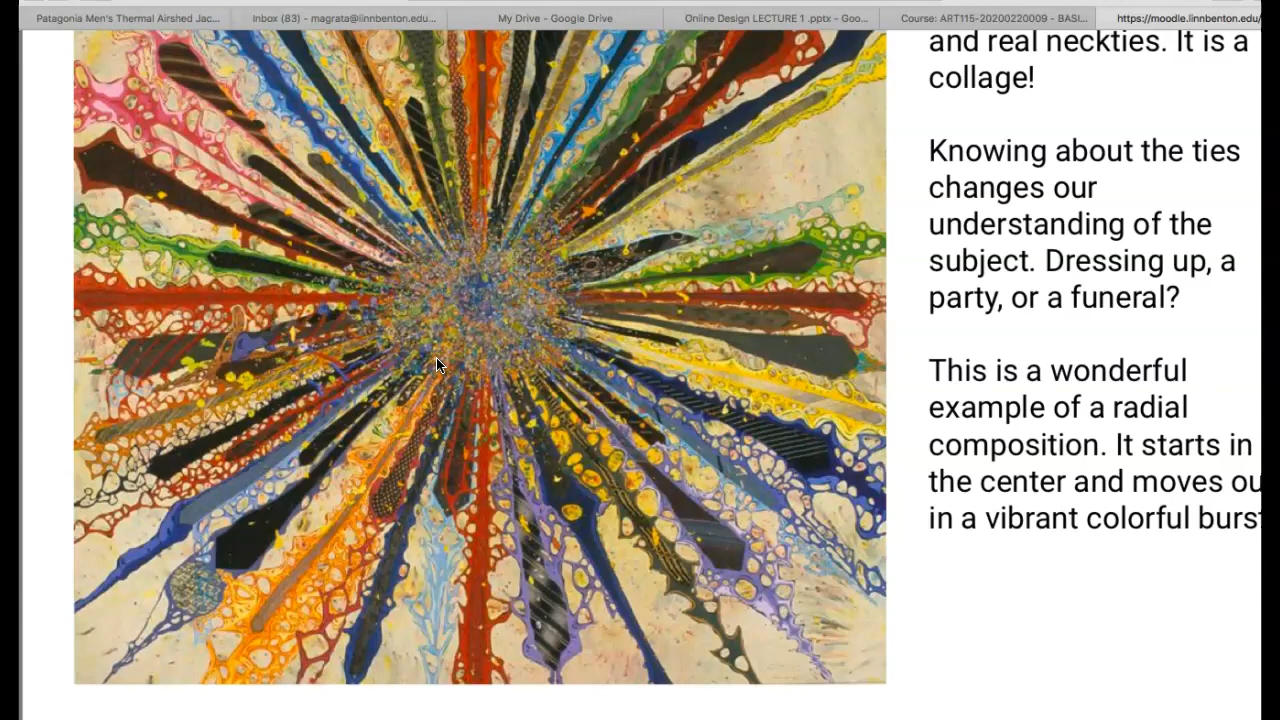 Patagonia Men's Thermal Airshed Jac...
Inbox (83) - magrata@linnbenton.edu...
My Drive - Google Drive
Online Design LECTURE 1 .pptx - Goo...
Course: ART115-20200220009 - BASI...
https://moodle.linnbenton.edu/
and real neckties. It is a
collage!
Knowing about the ties
changes our
understanding of the
subject. Dressing up, a
party, or a funeral?
This is a wonderful
example of a radial
composition. It starts in
the center and moves ou
in a vibrant colorful burs